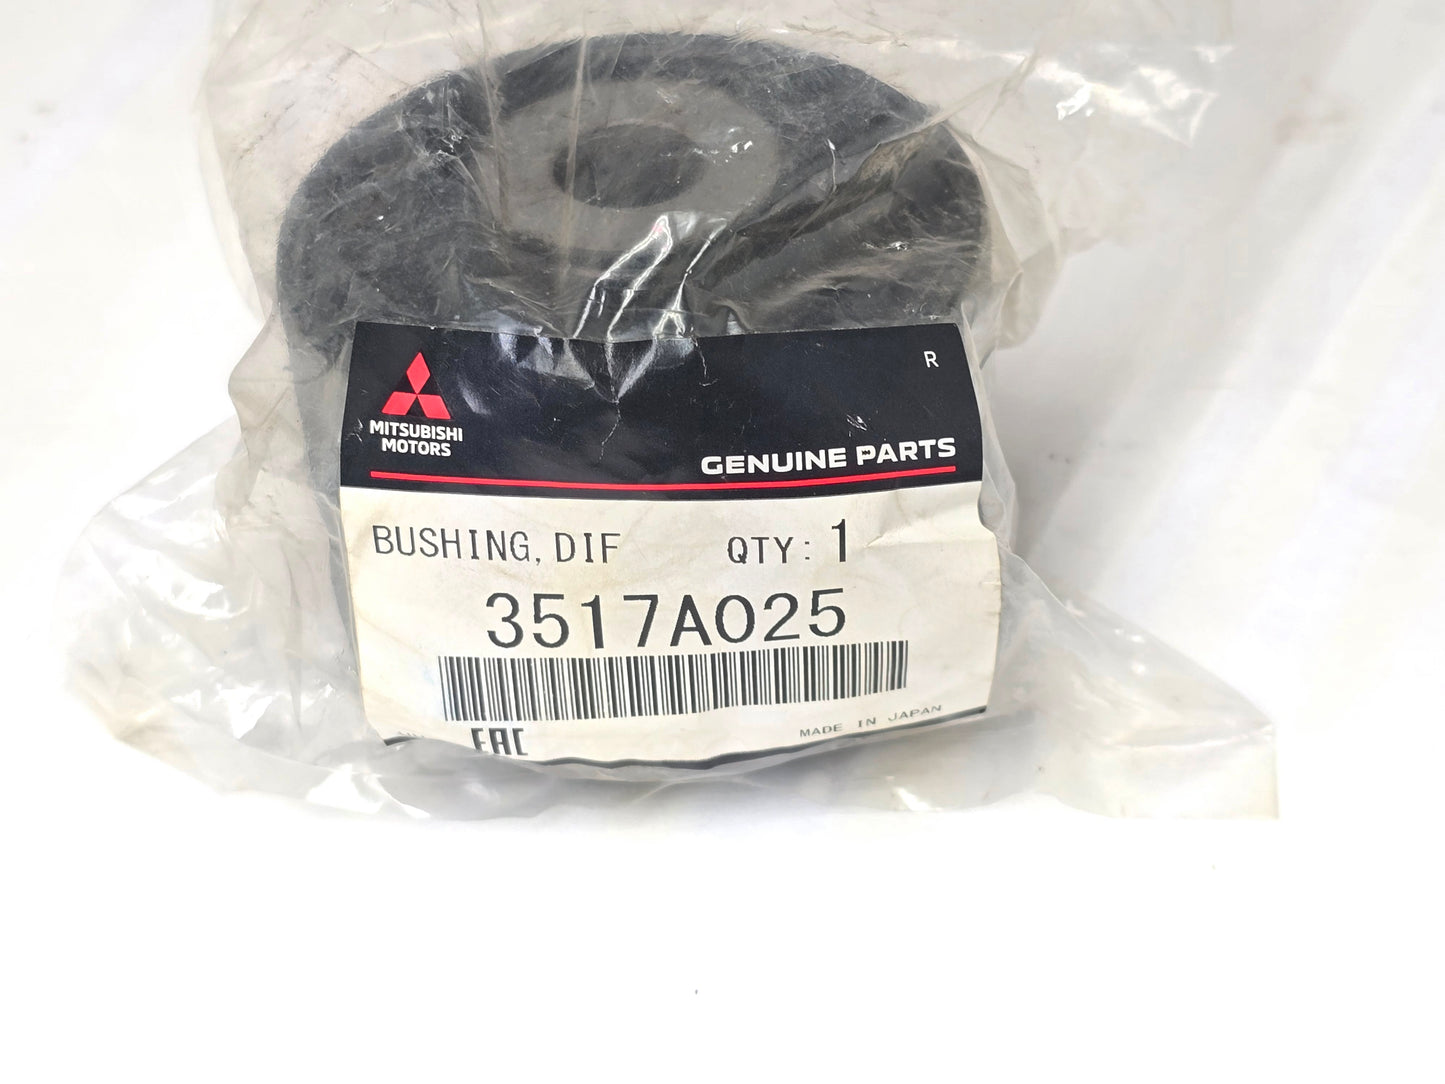 R
MITSUBISHI
MOTORS
GENUINE PARTS
BUSHING, DIF QTY: 1
3517A025
EAC
MADE IN JAPAN